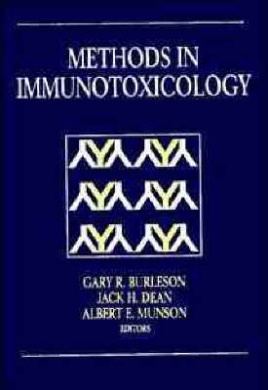 METHODS IN
IMMUNOTOXICOLOGY
GARY R. BURLESON
JACK H. DEAN
ALBERT E. MUNSON
EDITORS